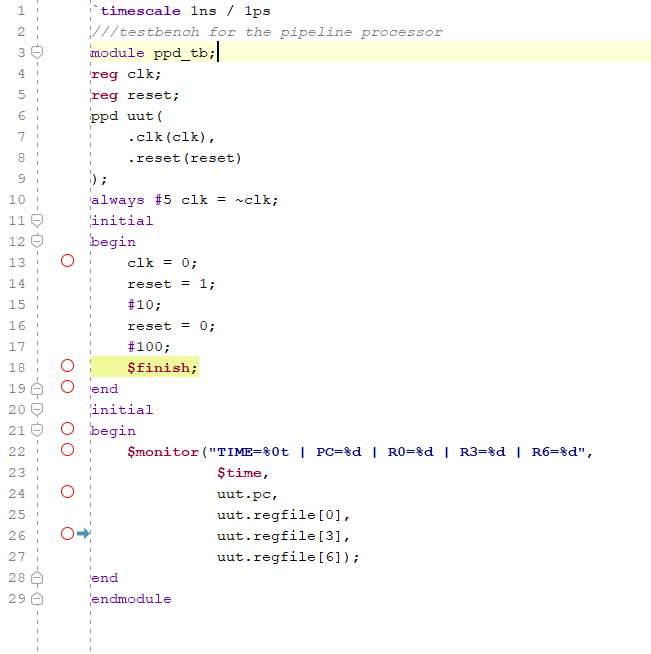 1 `timescale 1ns / 1ps
2 ///testbench for the pipeline processor
3 module ppd_tb;
4 reg clk;
5 reg reset;
6 ppd uut(
7     .clk(clk),
8     .reset(reset)
9 );
10 always #5 clk = ~clk;
11 initial
12 begin
13     clk = 0;
14     reset = 1;
15     #10;
16     reset = 0;
17     #100;
18     $finish;
19 end
20 initial
21 begin
22     $monitor("TIME=%0t | PC=%d | R0=%d | R3=%d | R6=%d",
23               $time,
24               uut.pc,
25               uut.regfile[0],
26               uut.regfile[3],
27               uut.regfile[6]);
28 end
29 endmodule